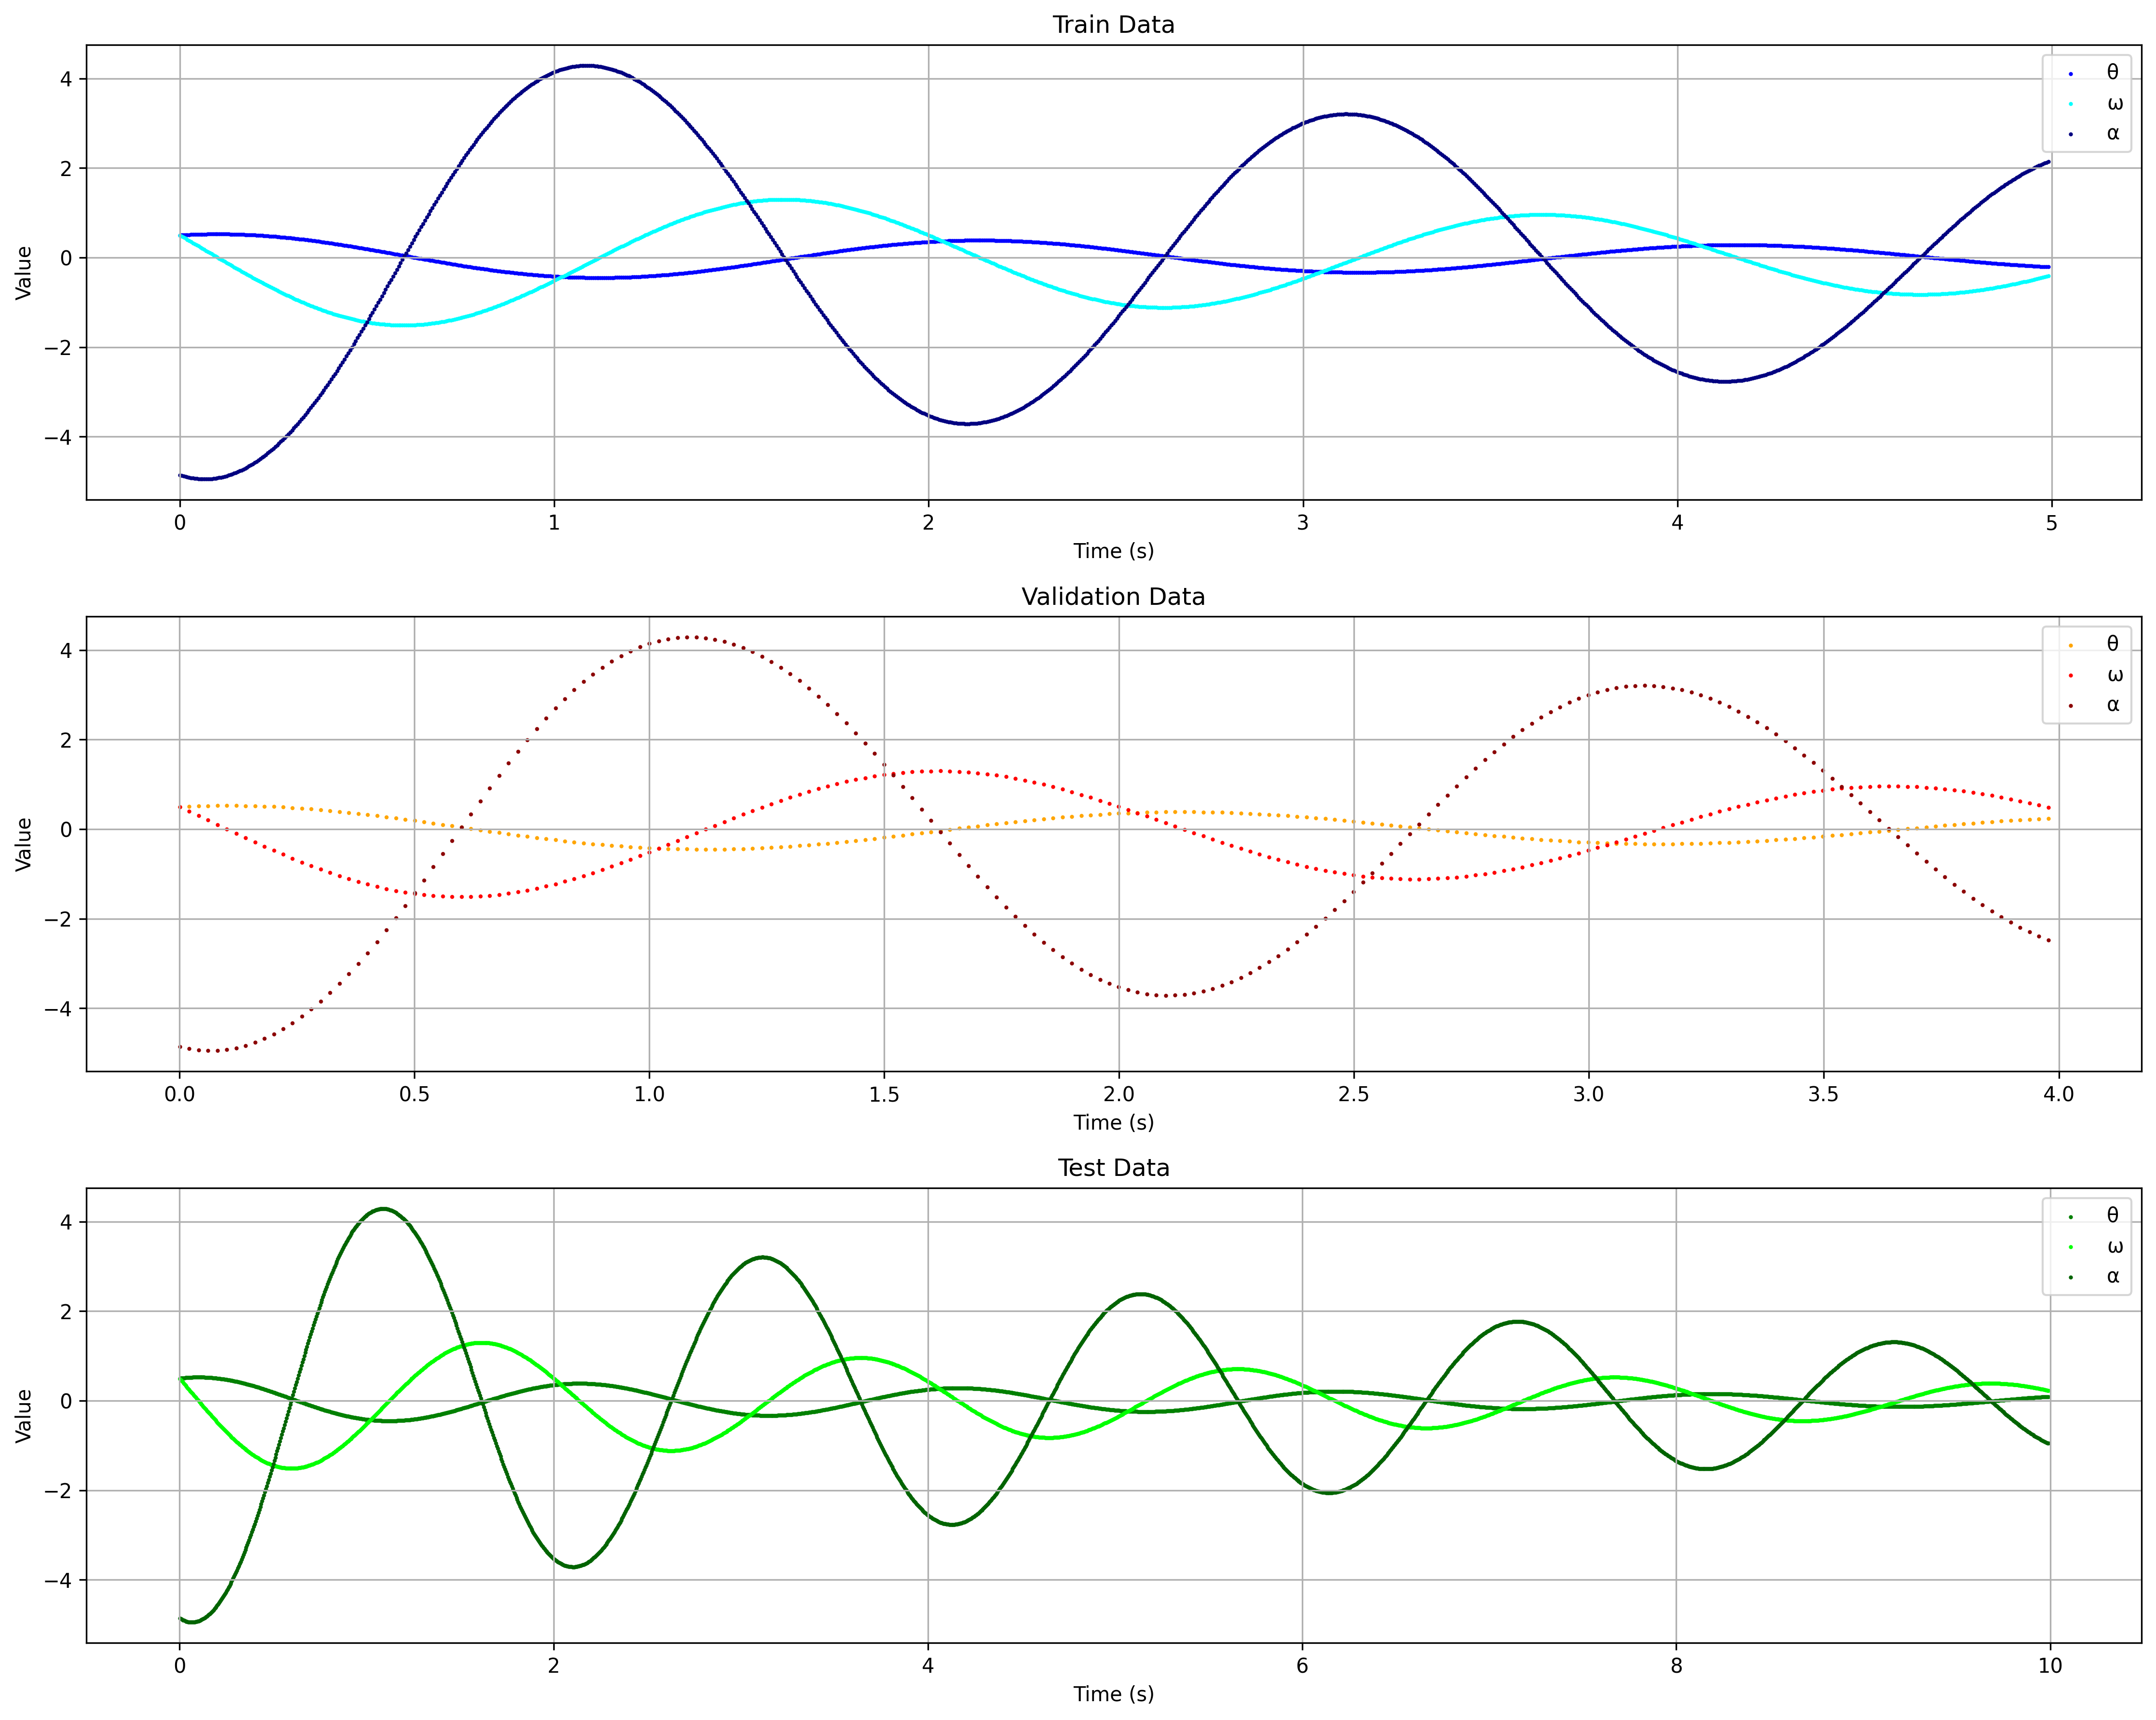 Train Data
Value
4
2
0
−2
−4
θ
ω
α
0 1 2 3 4 5
Time (s)
Validation Data
Value
4
2
0
−2
−4
θ
ω
α
0.0 0.5 1.0 1.5 2.0 2.5 3.0 3.5 4.0
Time (s)
Test Data
Value
4
2
0
−2
−4
θ
ω
α
0 2 4 6 8 10
Time (s)